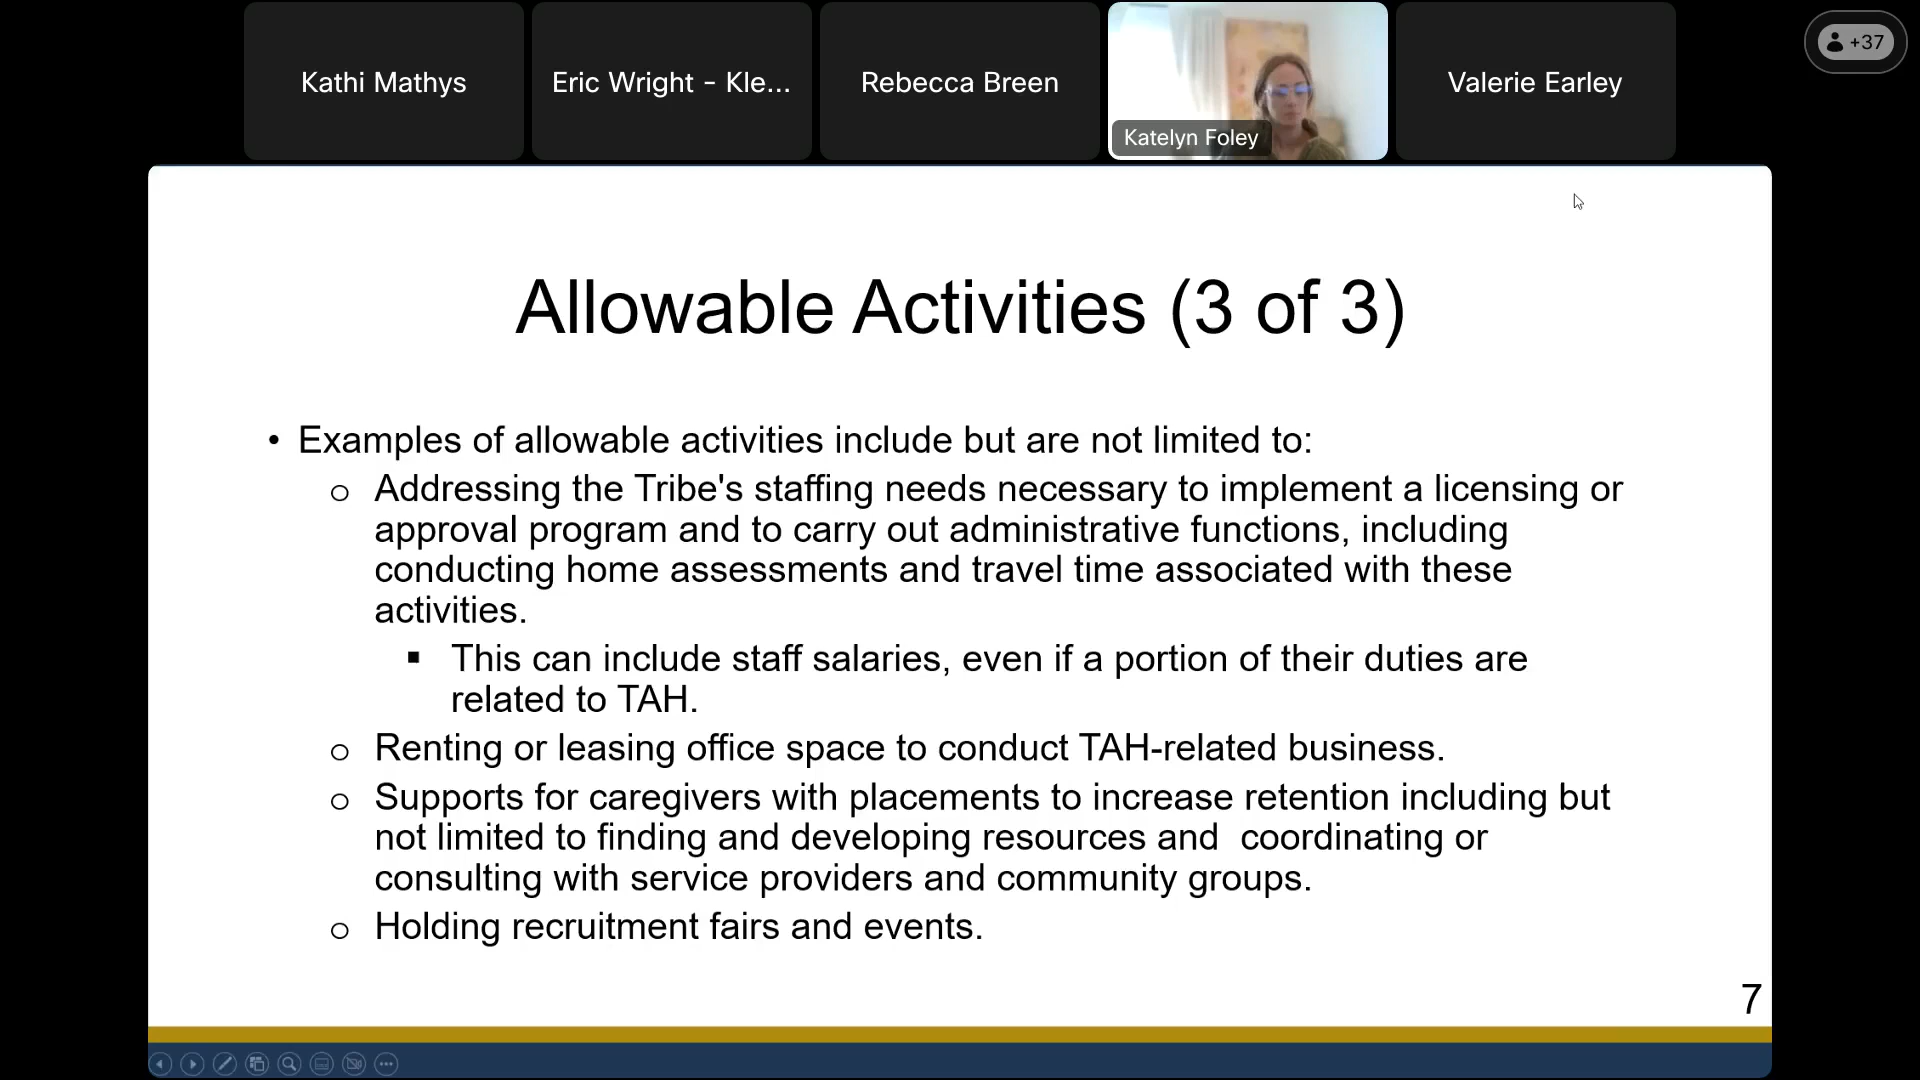 Kathi Mathys
Eric Wright - Kle...
Rebecca Breen
Katelyn Foley
Valerie Earley
+37
Allowable Activities (3 of 3)
• Examples of allowable activities include but are not limited to:
o Addressing the Tribe's staffing needs necessary to implement a licensing or
approval program and to carry out administrative functions, including
conducting home assessments and travel time associated with these
activities.
▪ This can include staff salaries, even if a portion of their duties are
related to TAH.
o Renting or leasing office space to conduct TAH-related business.
o Supports for caregivers with placements to increase retention including but
not limited to finding and developing resources and  coordinating or
consulting with service providers and community groups.
o Holding recruitment fairs and events.
7